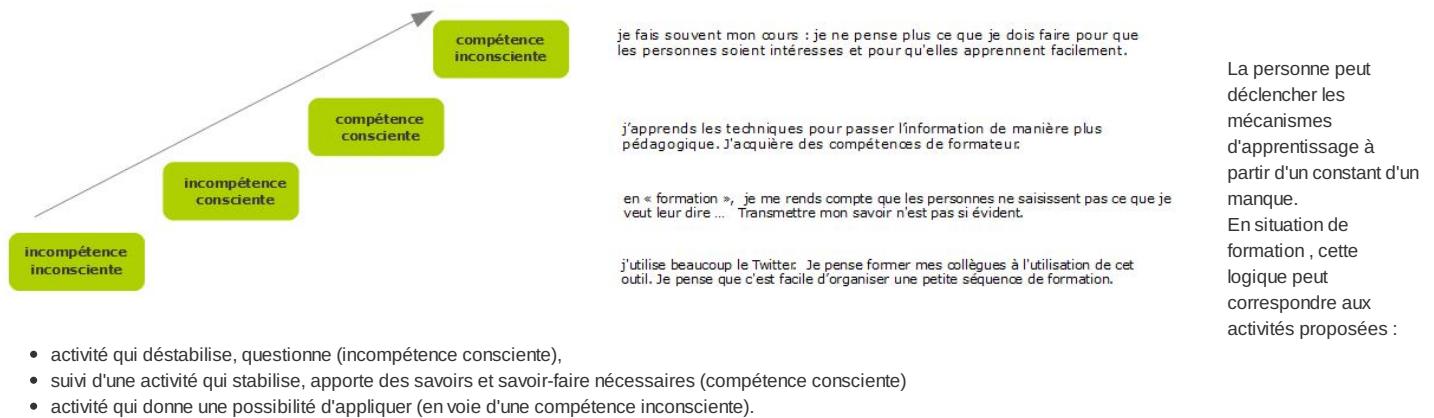 compétence
inconsciente
je fais souvent mon cours : je ne pense plus ce que je dois faire pour que
les personnes soient intéresses et pour qu'elles apprennent facilement.
compétence
consciente
j'apprends les techniques pour passer l'information de manière plus
pédagogique. J'acquière des compétences de formateur.
incompétence
consciente
en « formation », je me rends compte que les personnes ne saisissent pas ce que je
veut leur dire ... Transmettre mon savoir n'est pas si évident.
incompétence
inconsciente
j'utilise beaucoup le Twitter. Je pense former mes collègues à l'utilisation de cet
outil. Je pense que c'est facile d'organiser une petite séquence de formation.
La personne peut
déclencher les
mécanismes
d'apprentissage à
partir d'un constant d'un
manque.
En situation de
formation , cette
logique peut
correspondre aux
activités proposées :
• activité qui déstabilise, questionne (incompétence consciente),
• suivi d'une activité qui stabilise, apporte des savoirs et savoir-faire nécessaires (compétence consciente)
• activité qui donne une possibilité d'appliquer (en voie d'une compétence inconsciente).